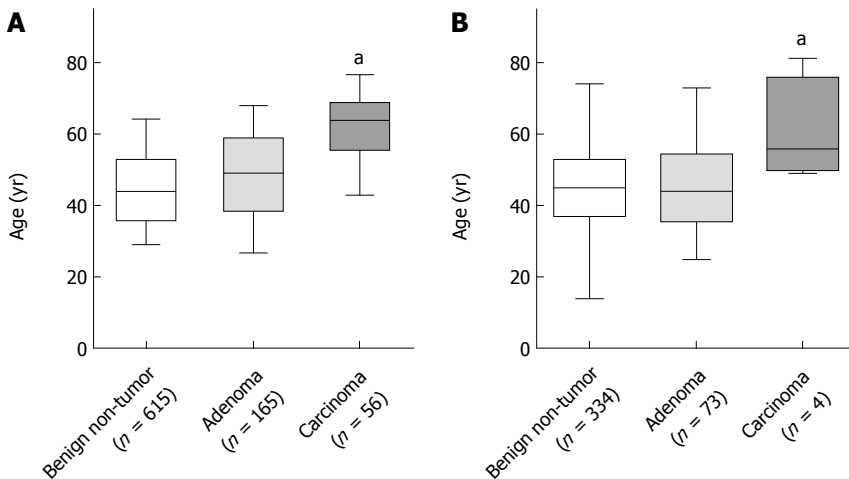 A
a
80
60
40
20
0
Age (yr)
Benign non-tumor
(n = 615)
Adenoma
(n = 165)
Carcinoma
(n = 56)
B
a
80
60
40
20
0
Age (yr)
Benign non-tumor
(n = 334)
Adenoma
(n = 73)
Carcinoma
(n = 4)